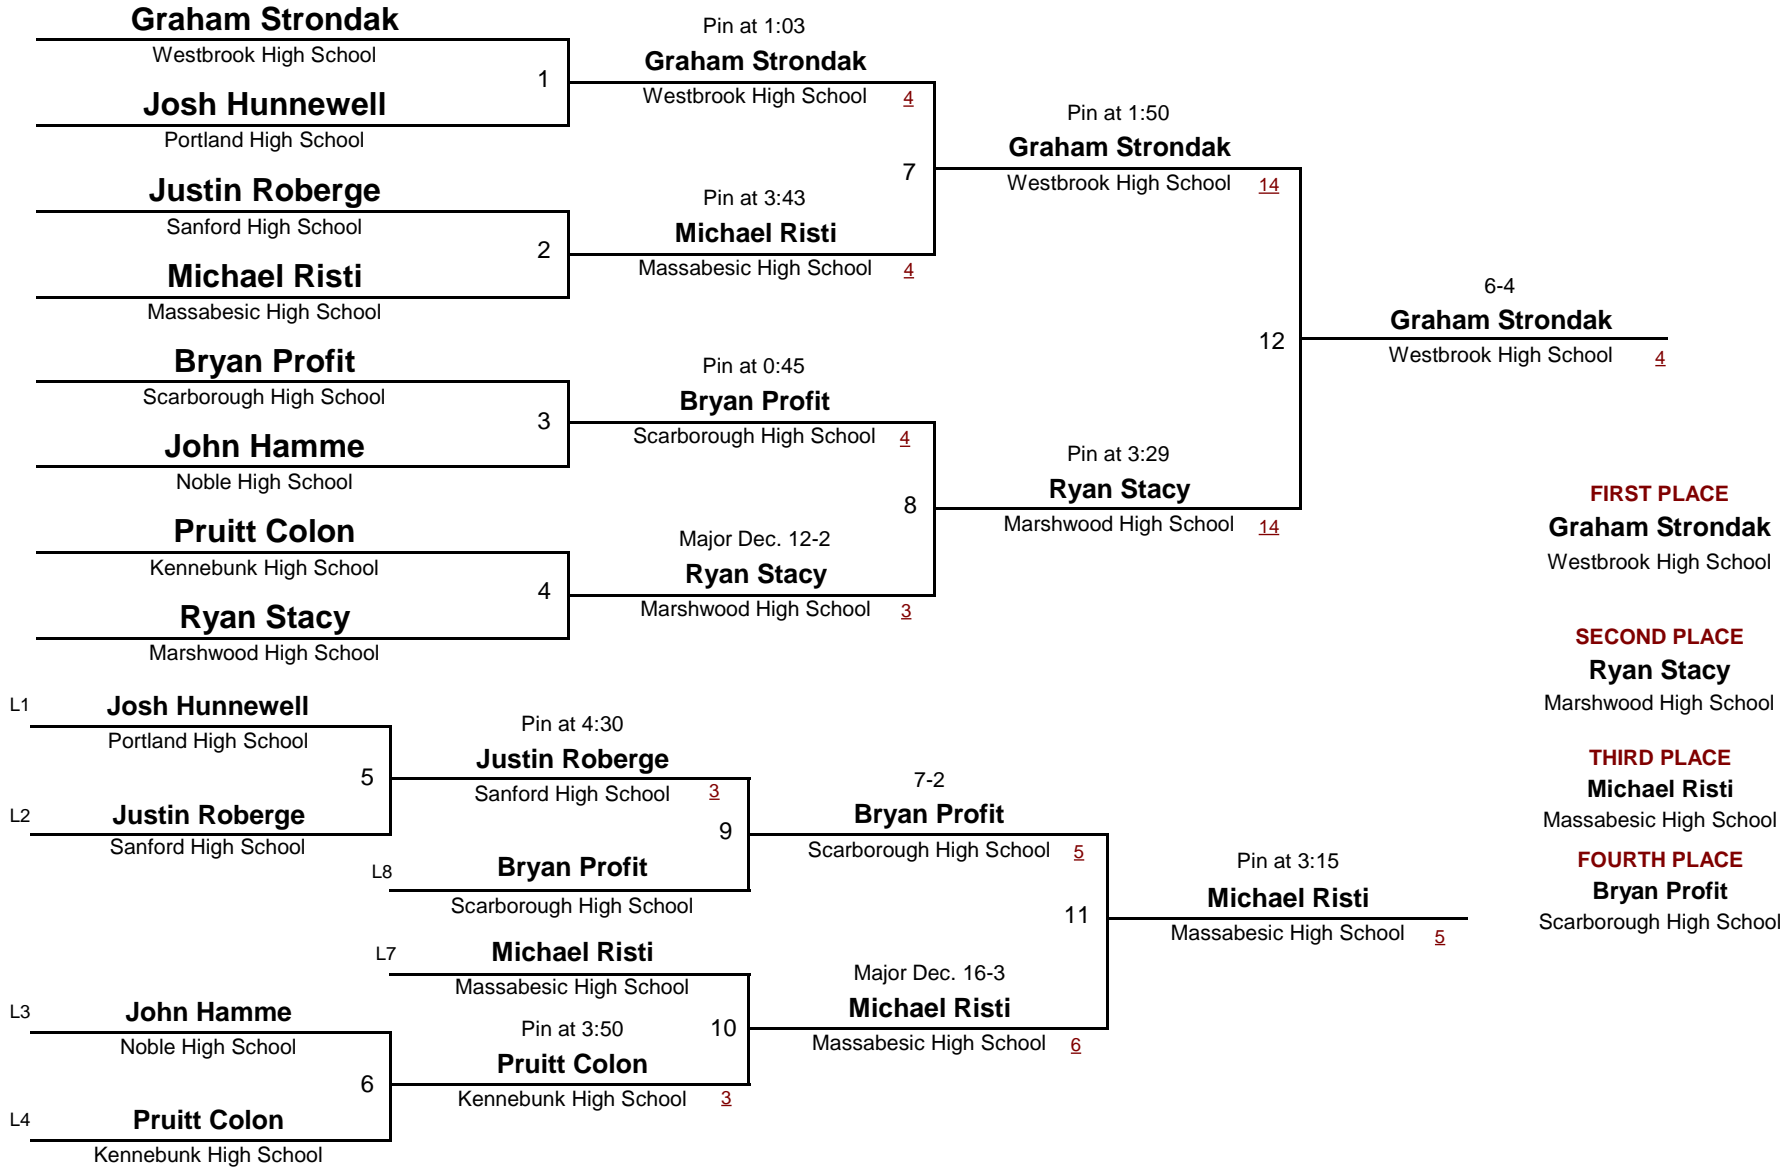 Graham Strondak
Westbrook High School
1
Josh Hunnewell
Portland High School
Justin Roberge
Sanford High School
2
Michael Risti
Massabesic High School
Bryan Profit
Scarborough High School
3
John Hamme
Noble High School
Pruitt Colon
Kennebunk High School
4
Ryan Stacy
Marshwood High School
Pin at 1:03
Graham Strondak
Westbrook High School 4
7
Pin at 3:43
Michael Risti
Massabesic High School 4
Pin at 0:45
Bryan Profit
Scarborough High School 4
8
Major Dec. 12-2
Ryan Stacy
Marshwood High School 3
Pin at 1:50
Graham Strondak
Westbrook High School 14
12
Pin at 3:29
Ryan Stacy
Marshwood High School 14
6-4
Graham Strondak
Westbrook High School 4
L1 Josh Hunnewell
Portland High School
5
L2 Justin Roberge
Sanford High School
Pin at 4:30
Justin Roberge
Sanford High School 3
9
L8 Bryan Profit
Scarborough High School
L7 Michael Risti
Massabesic High School
10
L3 John Hamme
Noble High School
6
L4 Pruitt Colon
Kennebunk High School
Pin at 3:50
Pruitt Colon
Kennebunk High School 3
7-2
Bryan Profit
Scarborough High School 5
11
Major Dec. 16-3
Michael Risti
Massabesic High School 6
Pin at 3:15
Michael Risti
Massabesic High School 5
FIRST PLACE
Graham Strondak
Westbrook High School
SECOND PLACE
Ryan Stacy
Marshwood High School
THIRD PLACE
Michael Risti
Massabesic High School
FOURTH PLACE
Bryan Profit
Scarborough High School